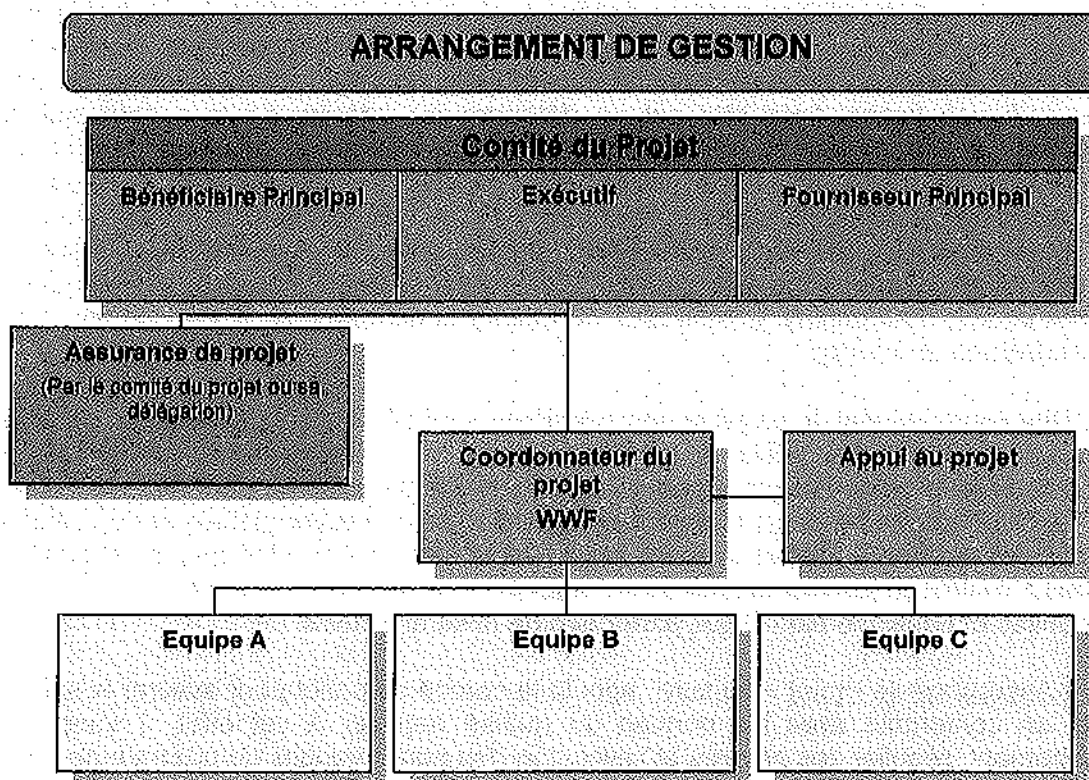 ARRANGEMENT DE GESTION
Comité du Projet
Bénéficiaire Principal
Exécutif
Fournisseur Principal
Assurance de projet
(Par le comité du projet ou sa
délégation)
Coordonnateur du
projet
WWF
Appui au projet
Equipe A
Equipe B
Equipe C